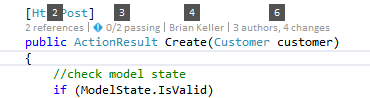 [Ht 2 3 Post] 4 6
2 references | 0/2 passing | Brian Keller | 3 authors, 4 changes
public ActionResult Create(Customer customer)
{
//check model state
if (ModelState.IsValid)